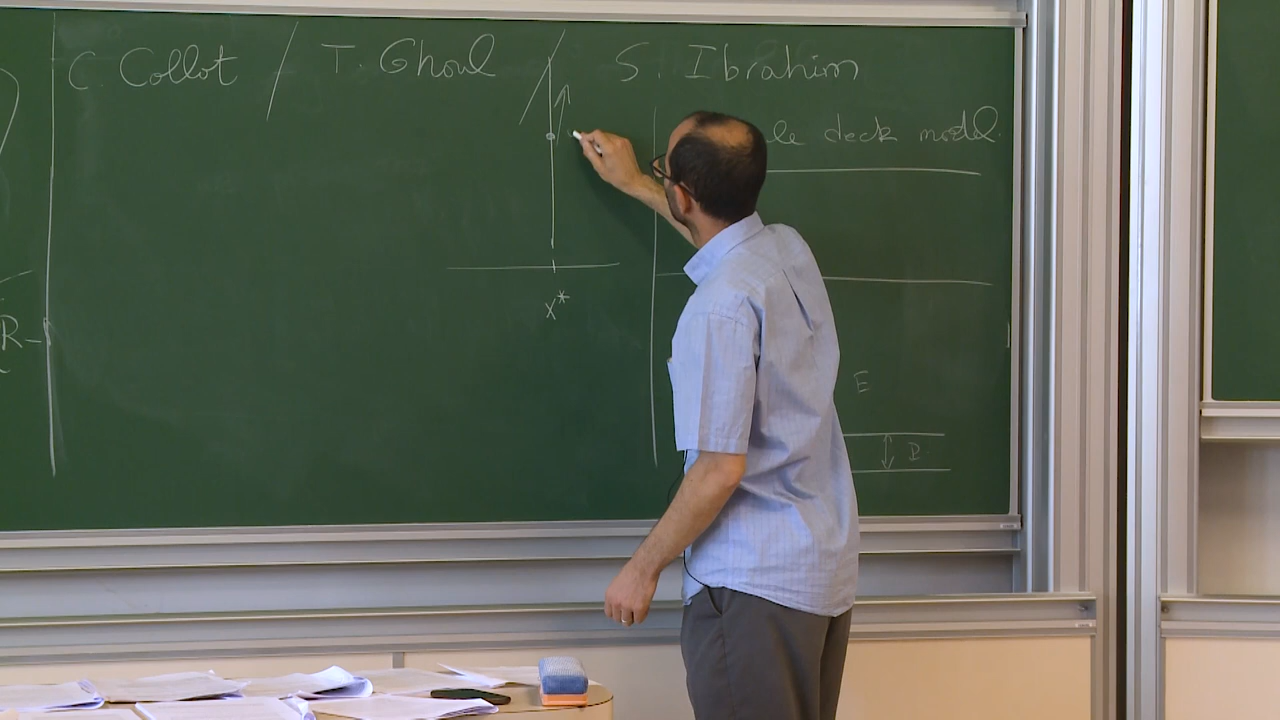 C. Collot / T. Ghoul / S. Ibrahim
deck model.
x*
E
R
R-